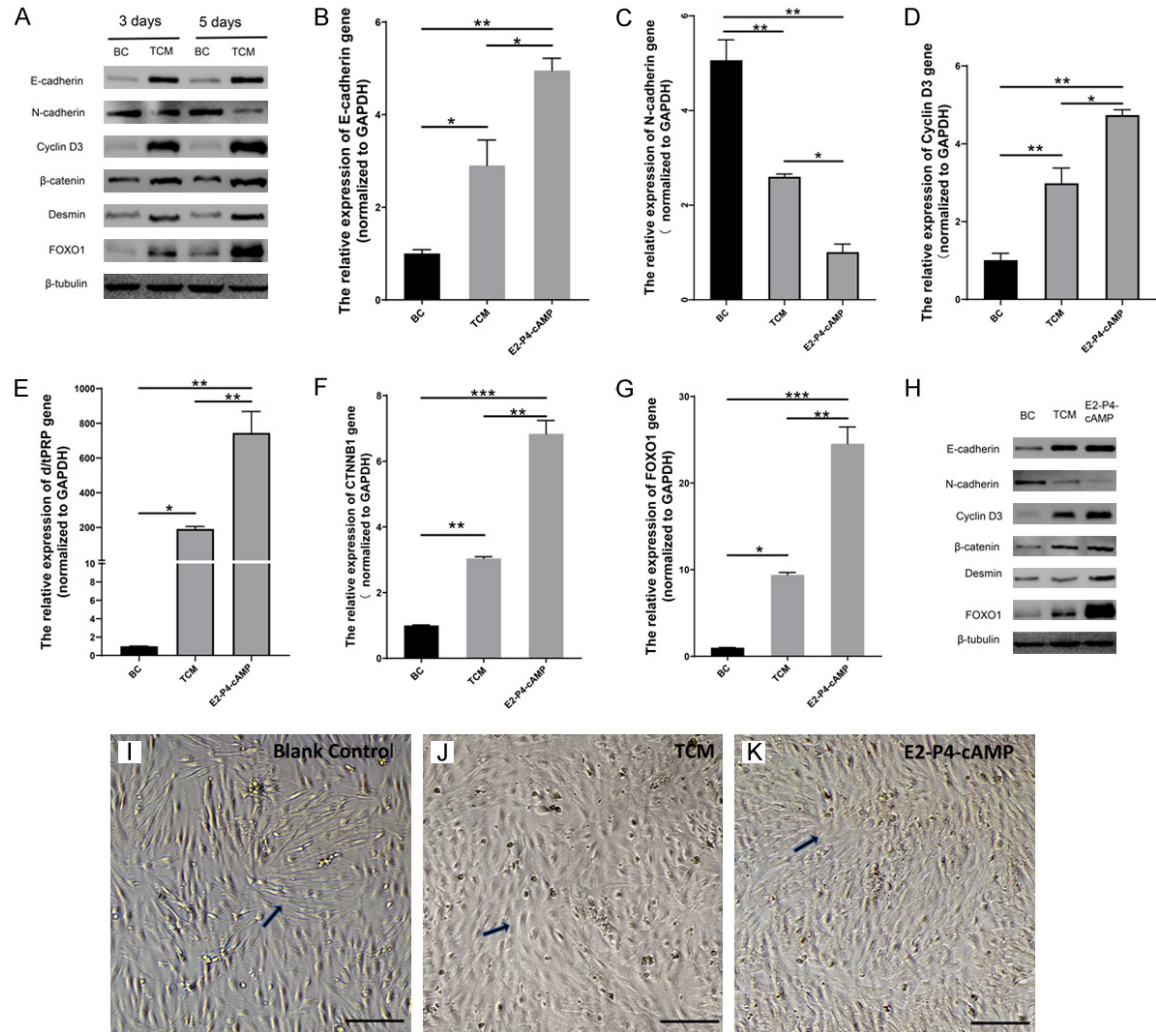 A
3 days
5 days
BC
TCM
BC
TCM
E-cadherin
N-cadherin
Cyclin D3
β-catenin
Desmin
FOXO1
β-tubulin
B
The relative expression of E-cadherin gene
(normalized to GAPDH)
6
4
2
0
**
*
*
BC
TCM
E2-P4-cAMP
C
The relative expression of N-cadherin gene
( normalized to GAPDH)
6
4
2
0
**
**
*
BC
TCM
E2-P4-cAMP
D
The relative expression of Cyclin D3 gene
(normalized to GAPDH)
6
4
2
0
**
*
**
BC
TCM
E2-P4-cAMP
E
The relative expression of d/tPRP gene
(normalized to GAPDH)
1000
800
600
400
200
10
8
6
4
2
0
**
**
*
BC
TCM
E2-P4-cAMP
F
The relative expression of CTNNB1 gene
( normalized to GAPDH)
8
6
4
2
0
***
**
**
BC
TCM
E2-P4-cAMP
G
The relative expression of FOXO1 gene
(normalized to GAPDH)
30
20
10
0
***
**
*
BC
TCM
E2-P4-cAMP
H
BC
TCM
E2-P4-
cAMP
E-cadherin
N-cadherin
Cyclin D3
β-catenin
Desmin
FOXO1
β-tubulin
I
Blank Control
J
TCM
K
E2-P4-cAMP